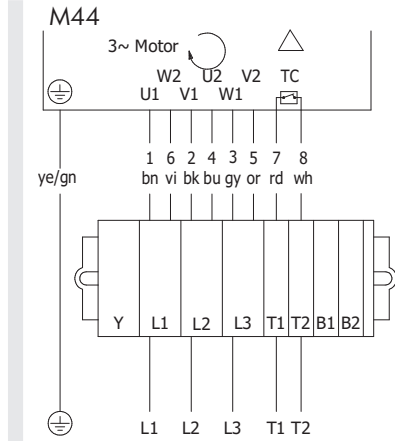 M44
3~ Motor
W2 U2 V2 TC
U1 V1 W1
1 6 2 4 3 5 7 8
ye/gn bn vi bk bu gy or rd wh
Y L1 L2 L3 T1 T2 B1 B2
L1 L2 L3 T1 T2